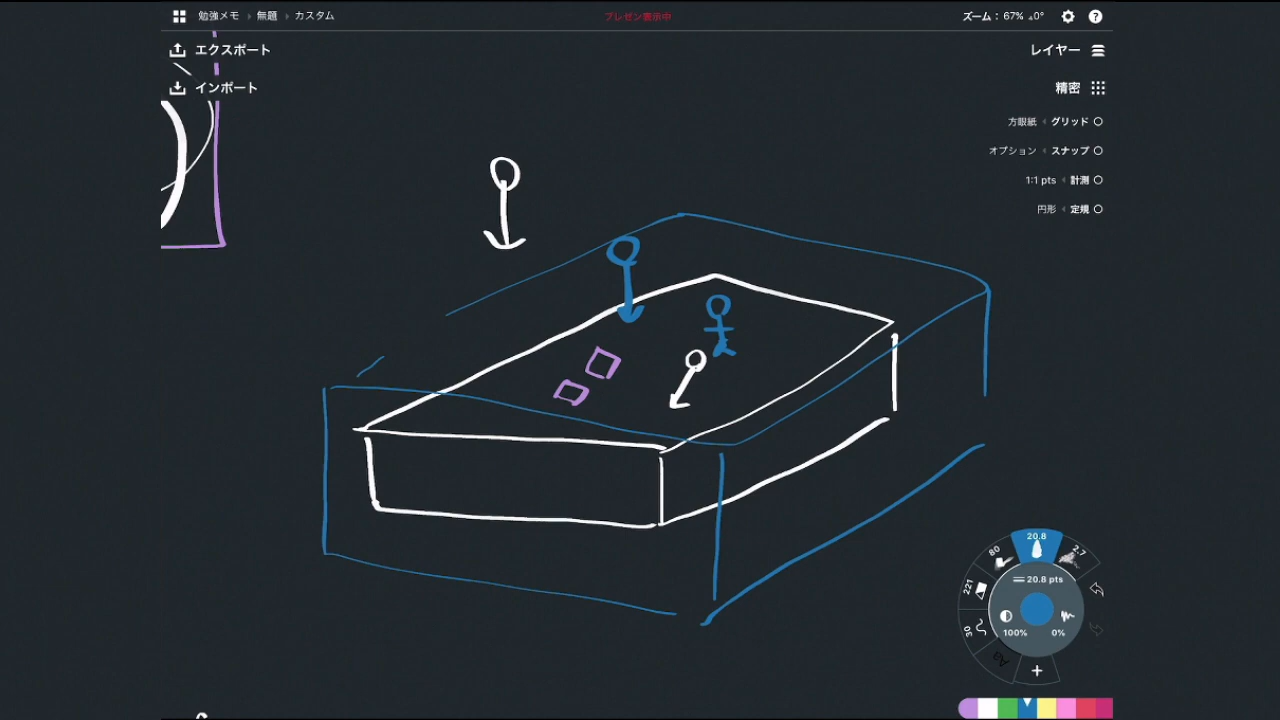 勉強メモ › 無題 › カスタム
プレゼン表示中
ズーム： 67% ⊿0°
?
エクスポート
レイヤー
インポート
精密
方眼紙 ‹ グリッド
オプション ‹ スナップ
1:1 pts ‹ 計測
円形 ‹ 定規
20.8
80
2.7
221
20.8 pts
30
100%
0%
Aa
+